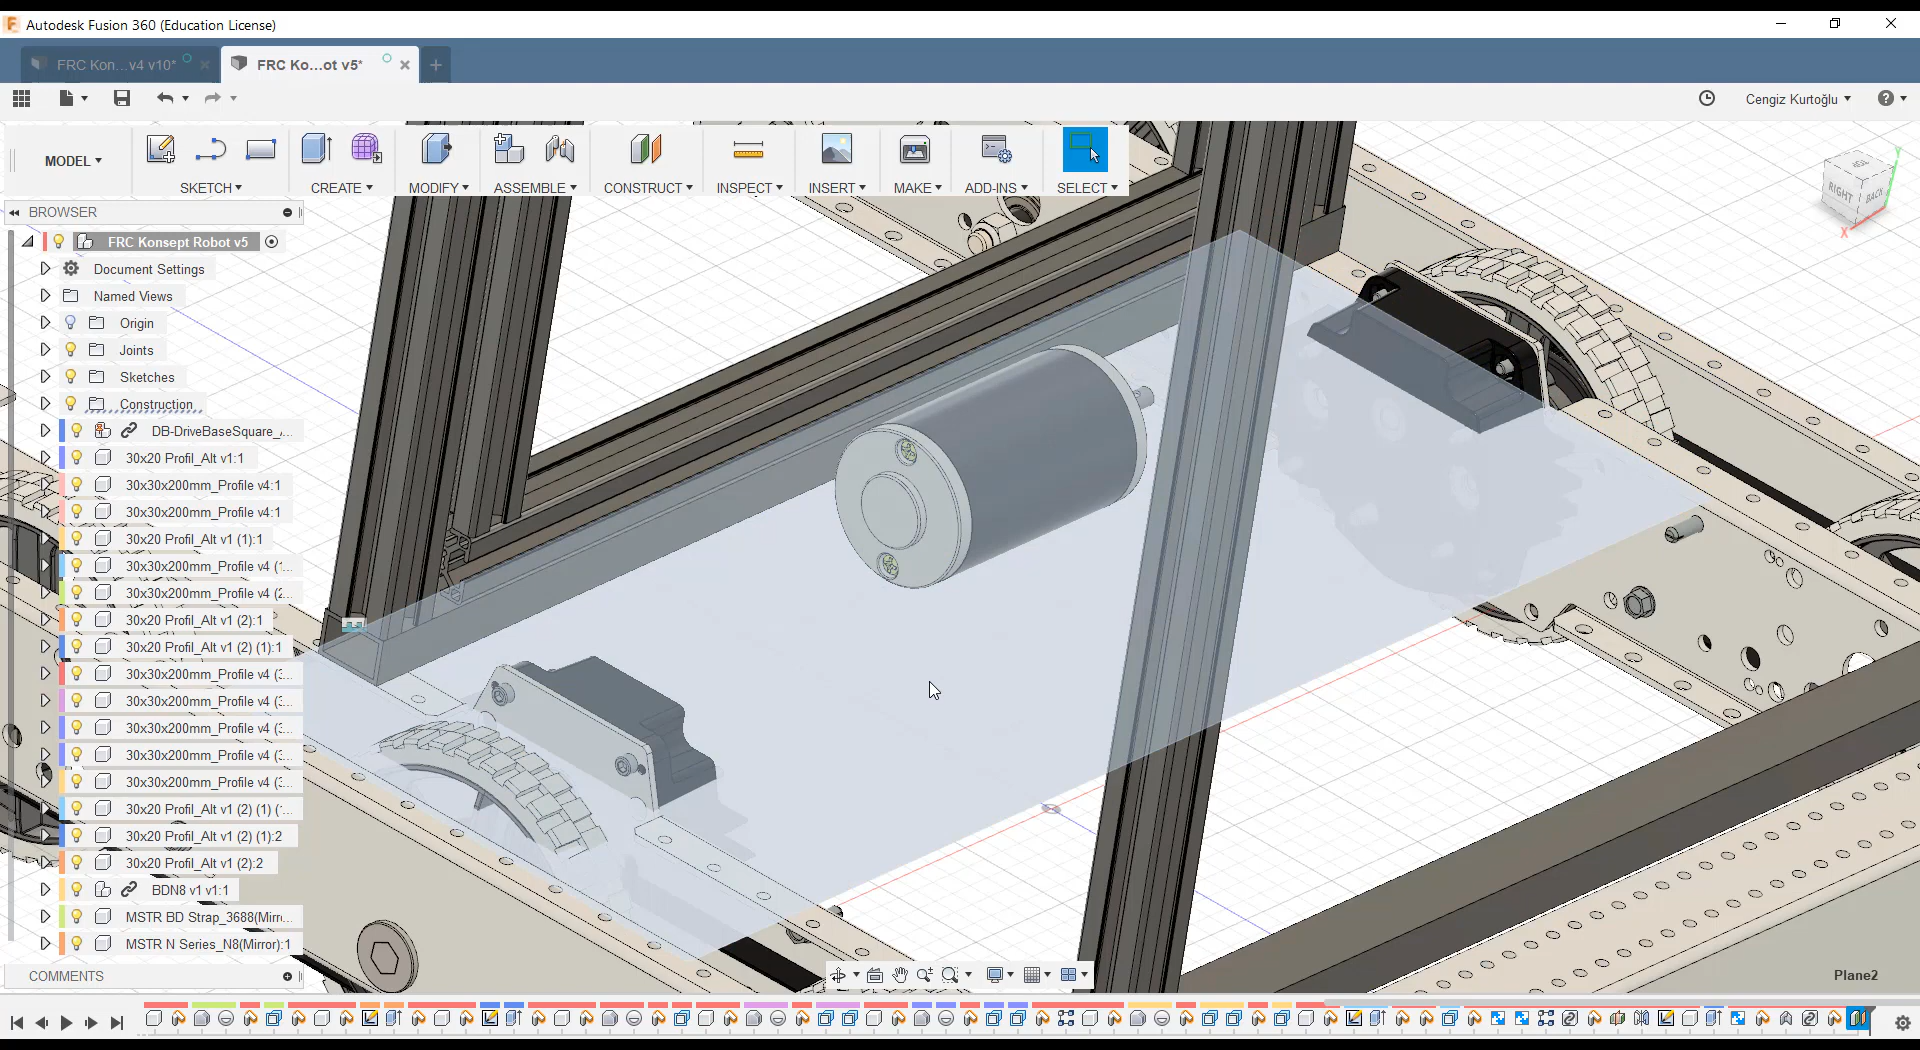 Autodesk Fusion 360 (Education License)
FRC Kon...v4 v10*
FRC Ko...ot v5*
Cengiz Kurtoğlu
MODEL
SKETCH
CREATE
MODIFY
ASSEMBLE
CONSTRUCT
INSPECT
INSERT
MAKE
ADD-INS
SELECT
RIGHT
BACK
Y
X
BROWSER
FRC Konsept Robot v5
Document Settings
Named Views
Origin
Joints
Sketches
Construction
DB-DriveBaseSquare_...
30x20 Profil_Alt v1:1
30x30x200mm_Profile v4:1
30x30x200mm_Profile v4:1
30x20 Profil_Alt v1 (1):1
30x30x200mm_Profile v4 (1...
30x30x200mm_Profile v4 (2...
30x20 Profil_Alt v1 (2):1
30x20 Profil_Alt v1 (2) (1):1
30x30x200mm_Profile v4 (3...
30x30x200mm_Profile v4 (3...
30x30x200mm_Profile v4 (3...
30x30x200mm_Profile v4 (3...
30x30x200mm_Profile v4 (3...
30x20 Profil_Alt v1 (2) (1) (...
30x20 Profil_Alt v1 (2) (1):2
30x20 Profil_Alt v1 (2):2
BDN8 v1 v1:1
MSTR BD Strap_3688(Mirr...
MSTR N Series_N8(Mirror):1
COMMENTS
Plane2